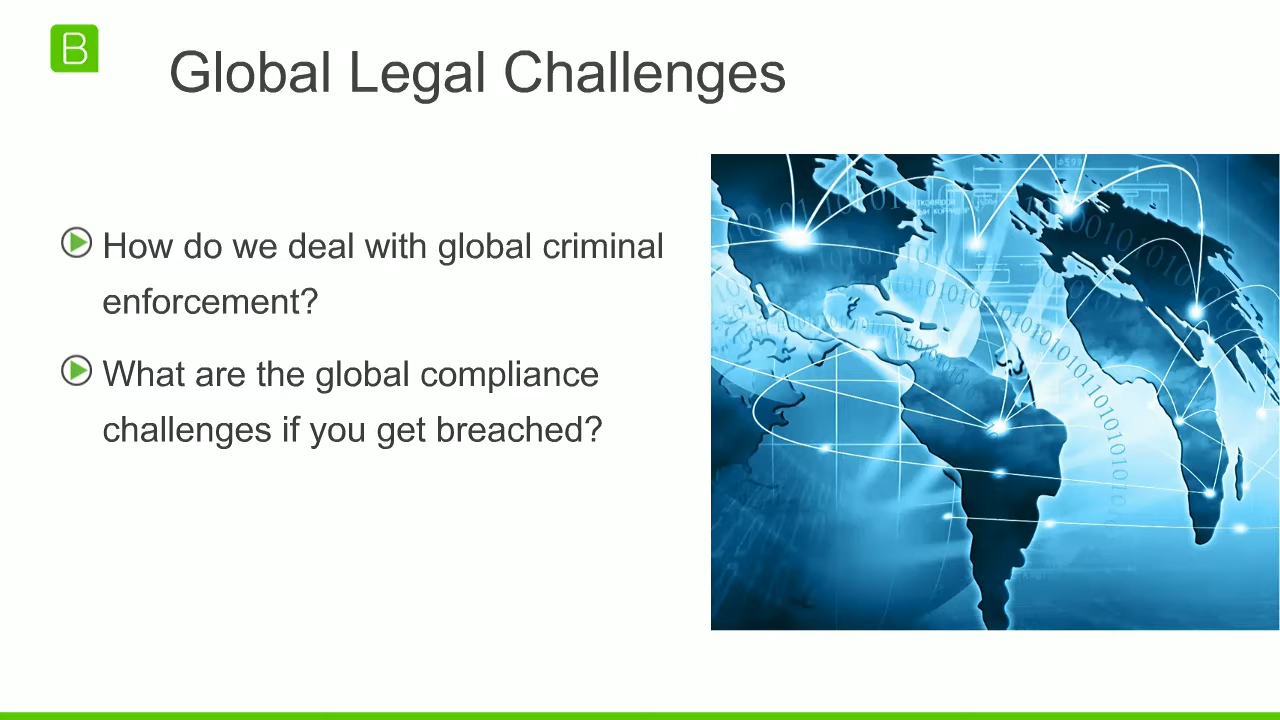 B
Global Legal Challenges
How do we deal with global criminal
enforcement?
What are the global compliance
challenges if you get breached?